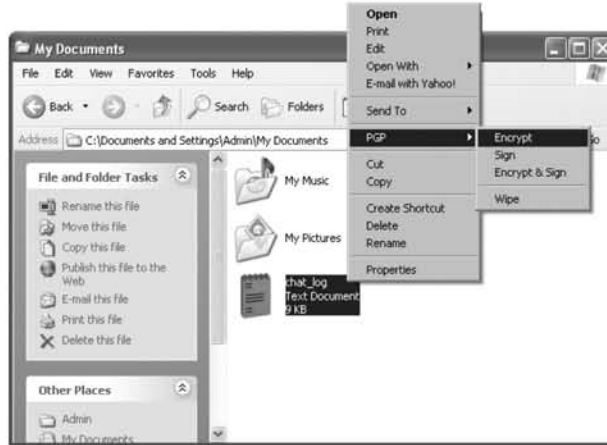 My Documents
File Edit View Favorites Tools Help
Back Search Folders
Address C:\Documents and Settings\Admin\My Documents
File and Folder Tasks
Rename this file
Move this file
Copy this file
Publish this file to the
Web
E-mail this file
Print this file
Delete this file
Other Places
Admin
My Documents
My Music
My Pictures
chat_log
Text Document
9 KB
Open
Print
Edit
Open With
E-mail with Yahoo!
Send To
PGP
Cut
Copy
Create Shortcut
Delete
Rename
Properties
Encrypt
Sign
Encrypt & Sign
Wipe